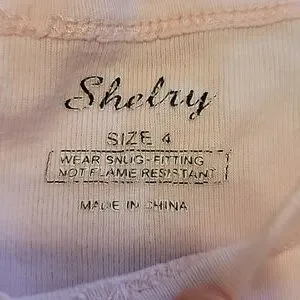 Shelry
SIZE 4
WEAR SNUG-FITTING
NOT FLAME RESISTANT
MADE IN CHINA